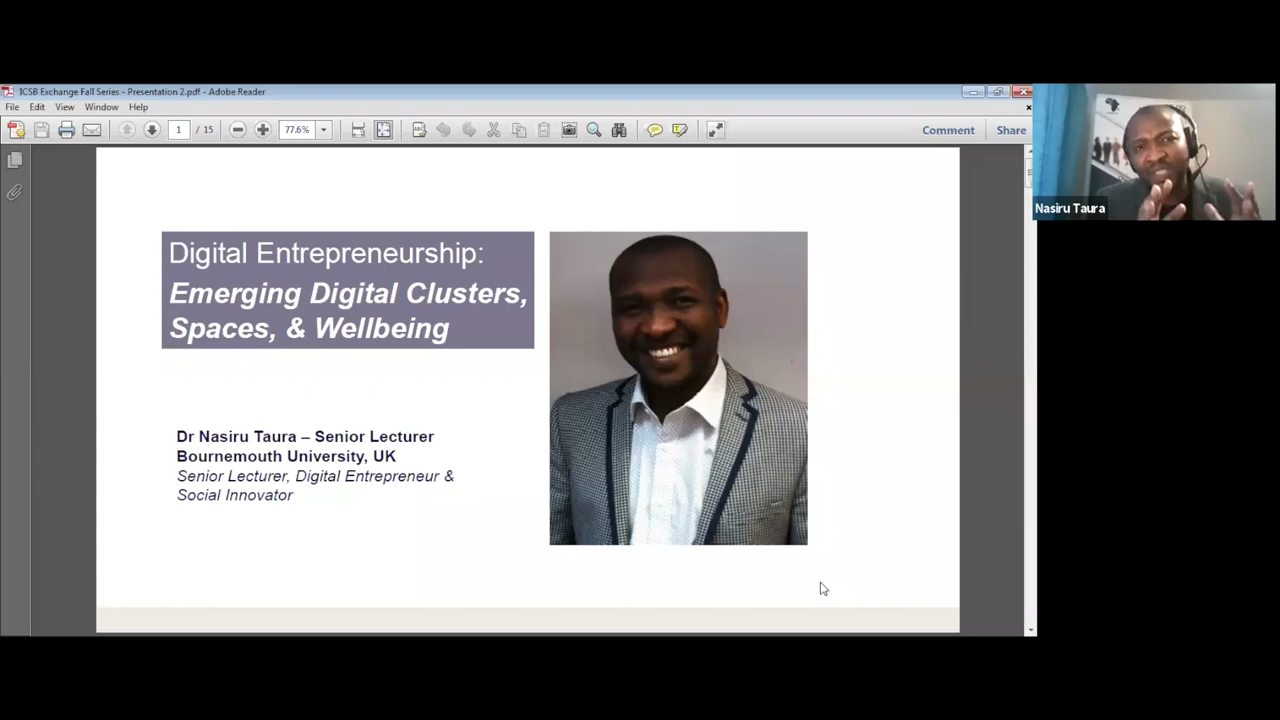 ICSB Exchange Fall Series - Presentation 2.pdf - Adobe Reader
File Edit View Window Help
1 / 15 77.6% Comment Share
Nasiru Taura
Digital Entrepreneurship:
Emerging Digital Clusters,
Spaces, & Wellbeing
Dr Nasiru Taura – Senior Lecturer
Bournemouth University, UK
Senior Lecturer, Digital Entrepreneur &
Social Innovator